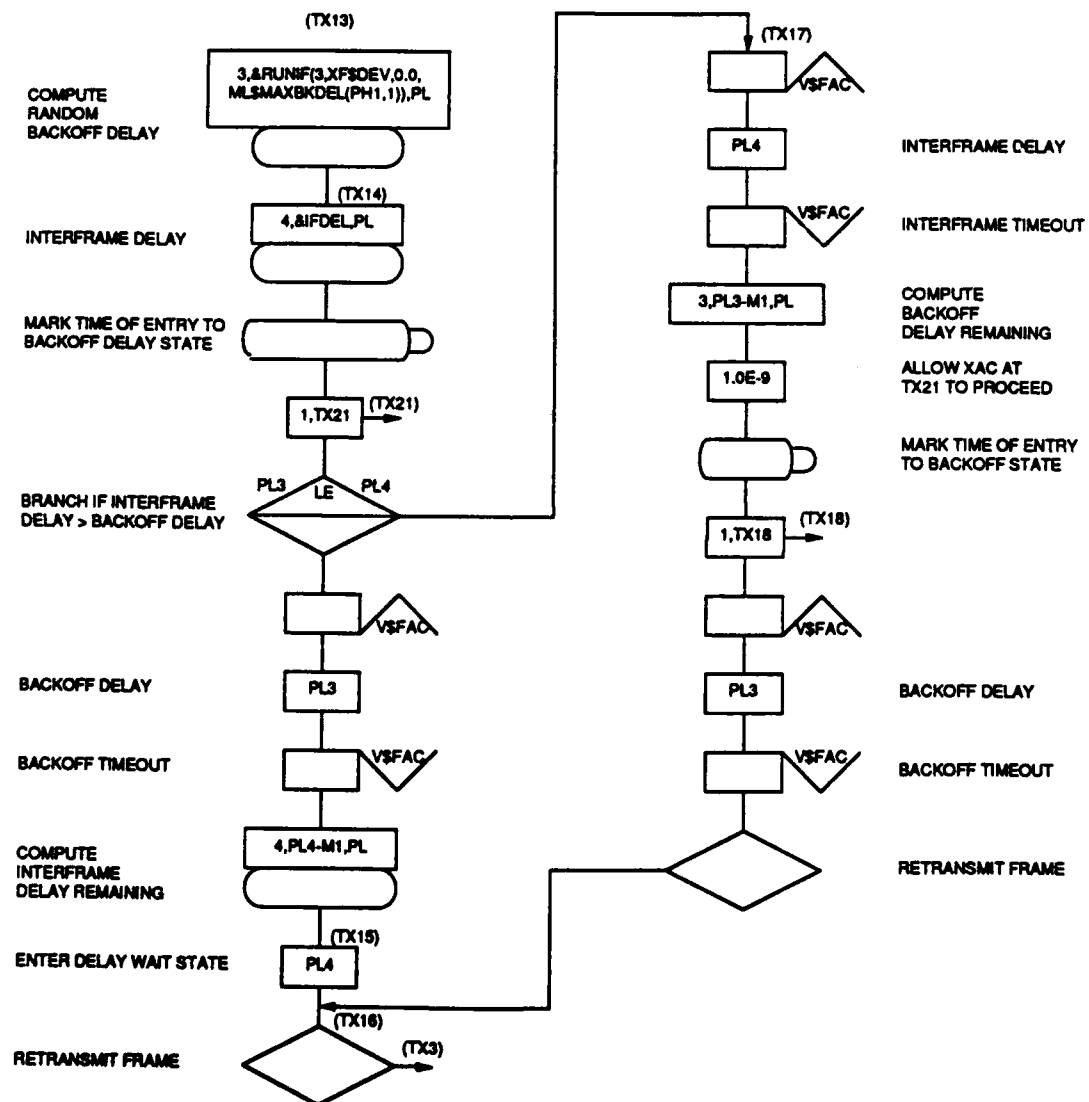 (TX13)
3,&RUNIF(3,XF$DEV,0.0,
ML$MAXBKDEL(PH1,1)),PL
COMPUTE
RANDOM
BACKOFF DELAY
(TX14)
4,&IFDEL,PL
INTERFRAME DELAY
MARK TIME OF ENTRY TO
BACKOFF DELAY STATE
1,TX21
(TX21)
PL3
LE
PL4
BRANCH IF INTERFRAME
DELAY > BACKOFF DELAY
V$FAC
BACKOFF DELAY
PL3
BACKOFF TIMEOUT
V$FAC
4,PL4-M1,PL
COMPUTE
INTERFRAME
DELAY REMAINING
(TX15)
ENTER DELAY WAIT STATE
PL4
(TX16)
RETRANSMIT FRAME
(TX3)
(TX17)
V$FAC
PL4
INTERFRAME DELAY
V$FAC
INTERFRAME TIMEOUT
3,PL3-M1,PL
COMPUTE
BACKOFF
DELAY REMAINING
1.0E-9
ALLOW XAC AT
TX21 TO PROCEED
MARK TIME OF ENTRY
TO BACKOFF STATE
1,TX18
(TX18)
V$FAC
PL3
BACKOFF DELAY
V$FAC
BACKOFF TIMEOUT
RETRANSMIT FRAME